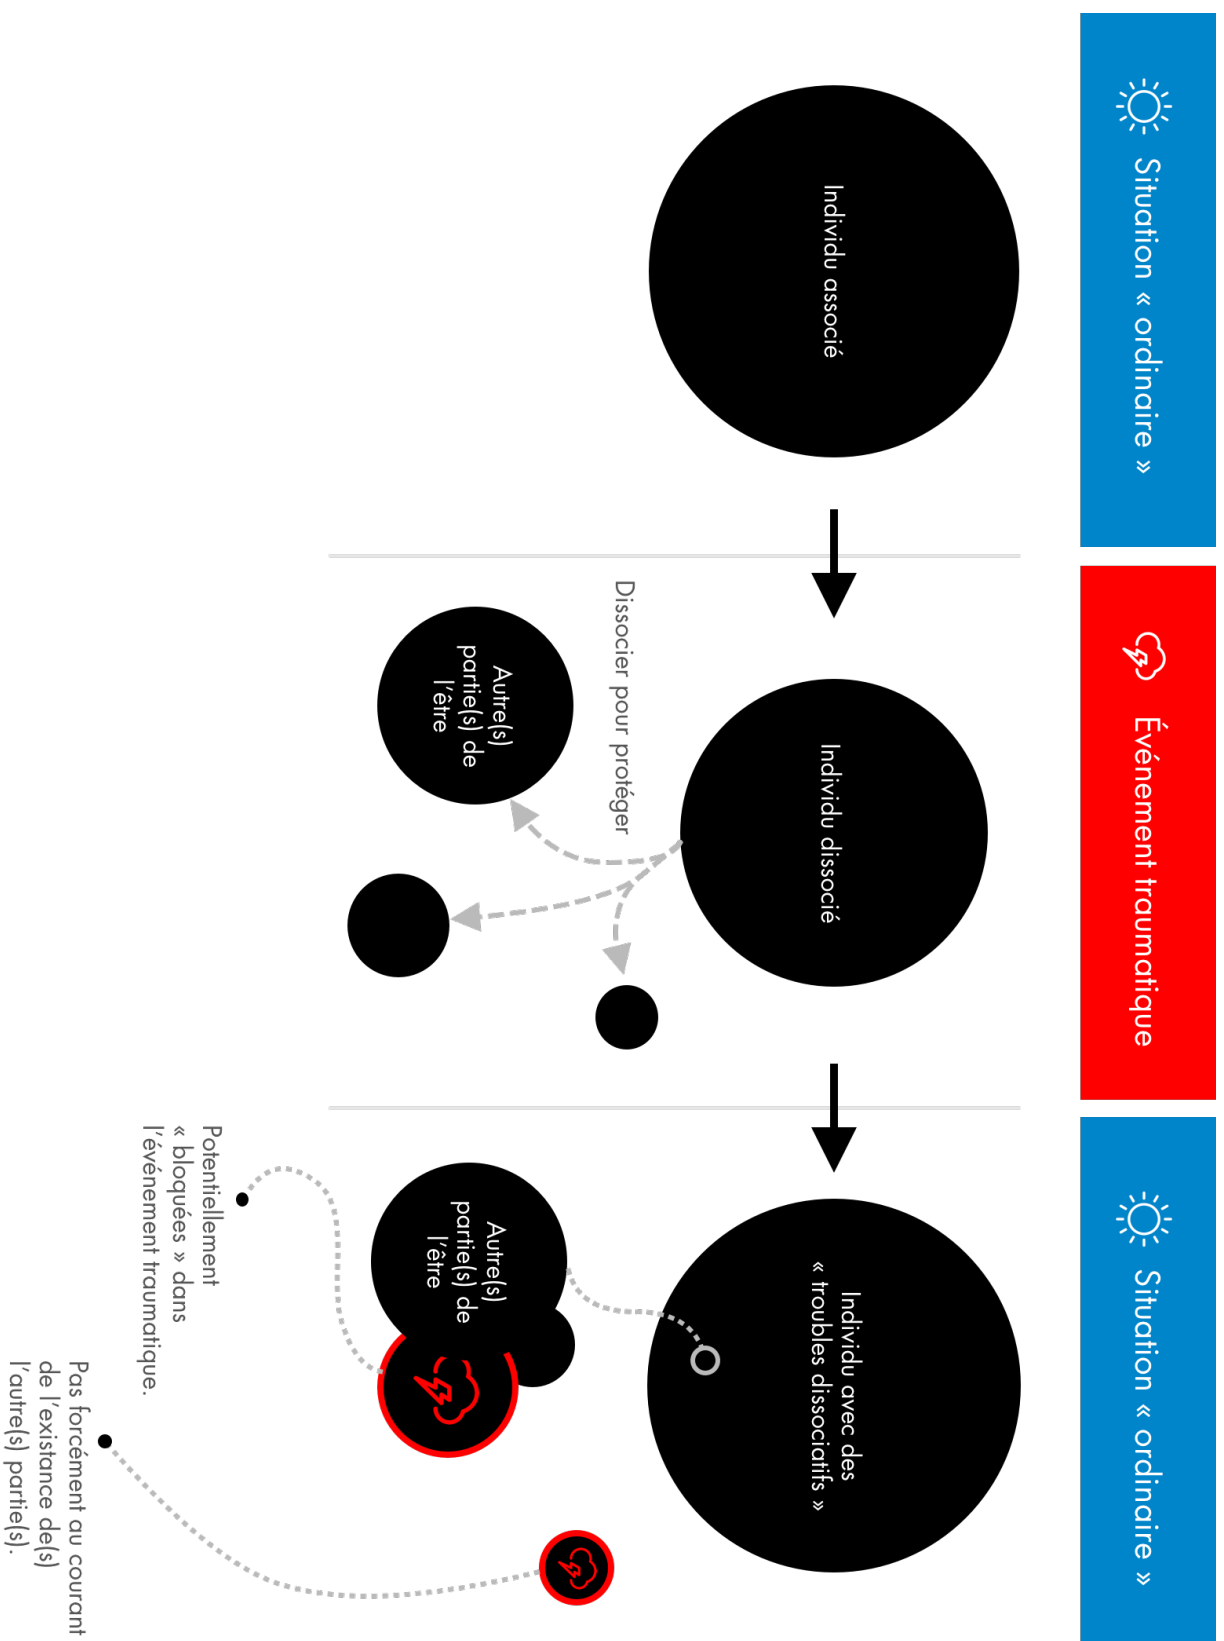 Situation « ordinaire »
Individu associé
Événement traumatique
Individu dissocié
Dissocier pour protéger
Autre(s)
partie(s) de
l'être
Situation « ordinaire »
Individu avec des
« troubles dissociatifs »
Autre(s)
partie(s) de
l'être
Potentiellement
« bloquées » dans
l'événement traumatique.
Pas forcément au courant
de l'existance de(s)
l'autre(s) partie(s).